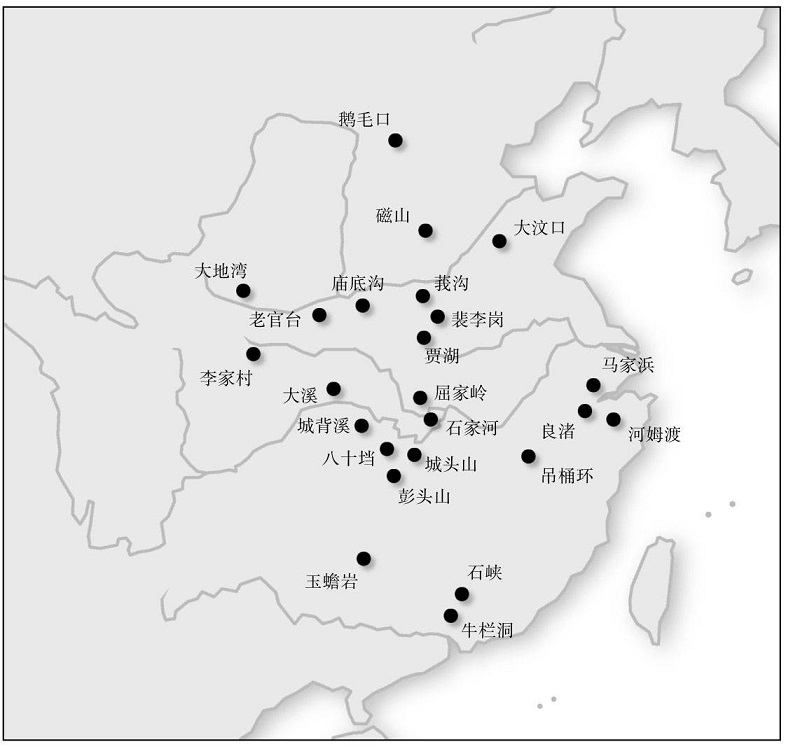 鹅毛口
磁山
大汶口
大地湾
庙底沟
莪沟
老官台
裴李岗
贾湖
李家村
马家浜
大溪
屈家岭
城背溪
石家河
良渚
河姆渡
八十垱
城头山
吊桶环
彭头山
玉蟾岩
石峡
牛栏洞